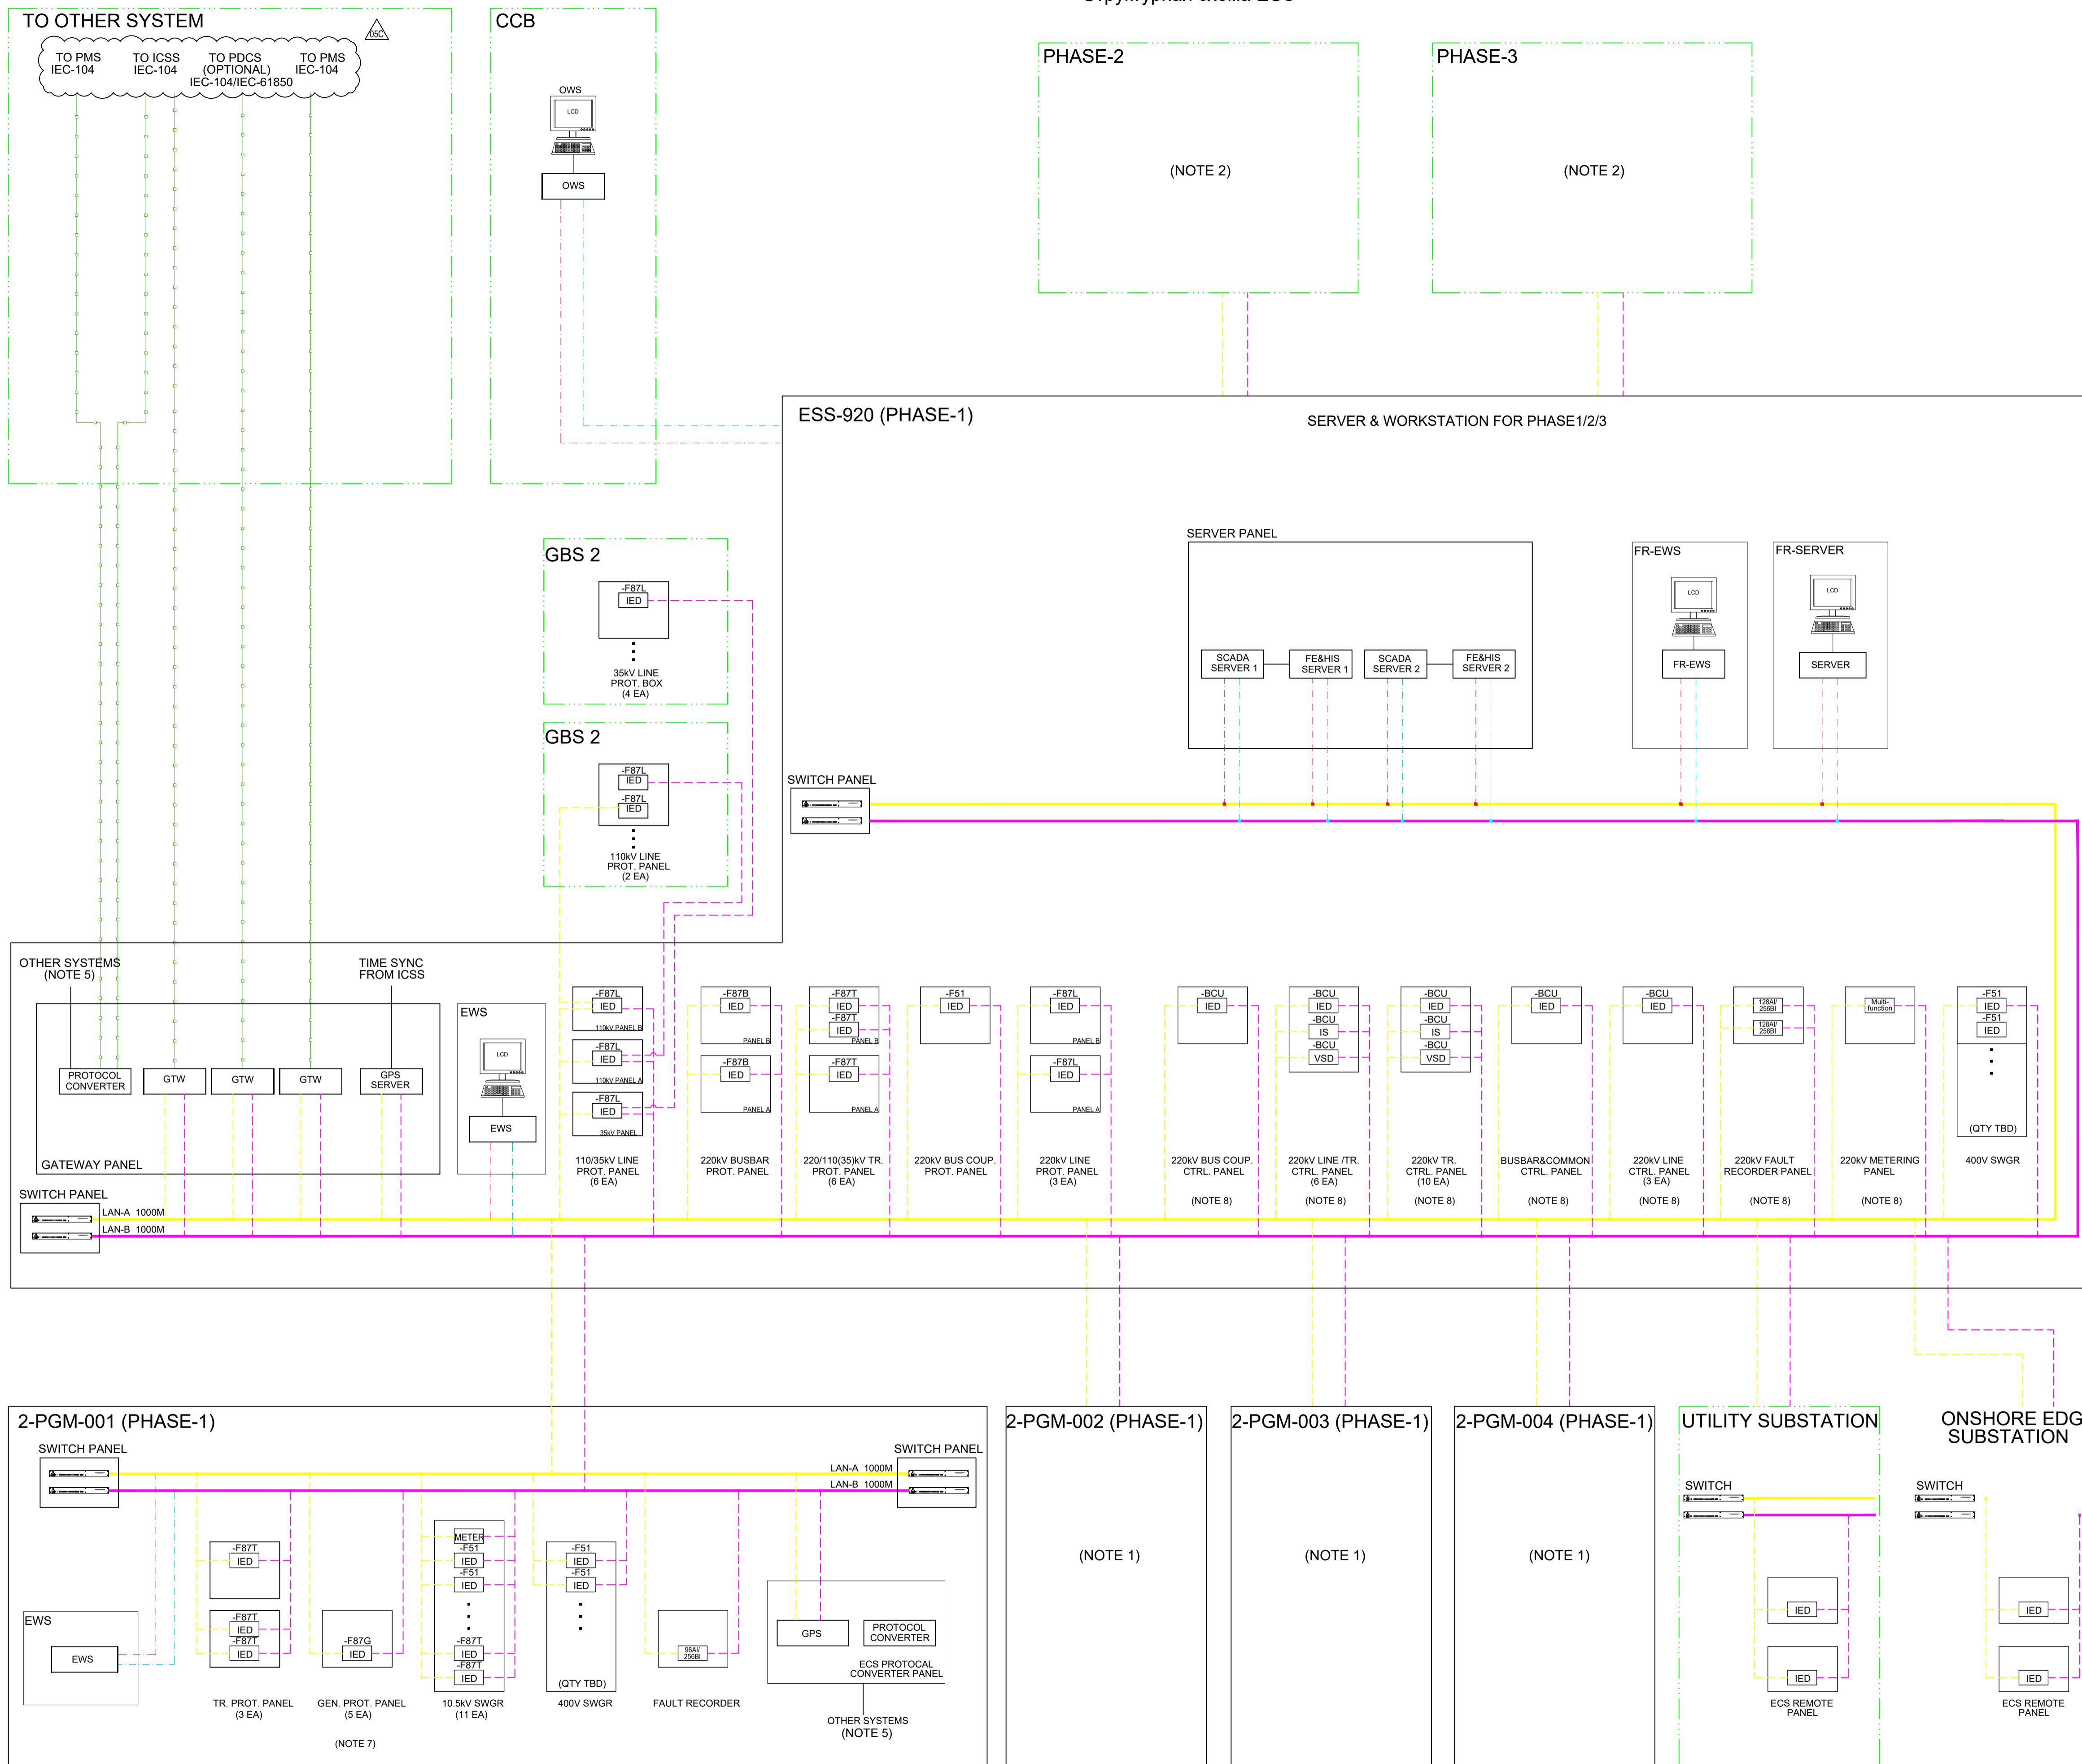 TO OTHER SYSTEM
05C
TO PMS
IEC-104
TO ICSS
IEC-104
TO PDCS
(OPTIONAL)
IEC-104/IEC-61850
TO PMS
IEC-104
CCB
OWS
LCD
OWS
PHASE-2
(NOTE 2)
PHASE-3
(NOTE 2)
ESS-920 (PHASE-1)
SERVER & WORKSTATION FOR PHASE1/2/3
SERVER PANEL
SCADA
SERVER 1
FE&HIS
SERVER 1
SCADA
SERVER 2
FE&HIS
SERVER 2
FR-EWS
LCD
FR-EWS
FR-SERVER
LCD
SERVER
GBS 2
-F87L
IED
35kV LINE
PROT. BOX
(4 EA)
GBS 2
-F87L
IED
-F87L
IED
110kV LINE
PROT. PANEL
(2 EA)
SWITCH PANEL
OTHER SYSTEMS
(NOTE 5)
TIME SYNC
FROM ICSS
PROTOCOL
CONVERTER
GTW
GTW
GTW
GPS
SERVER
GATEWAY PANEL
EWS
LCD
EWS
-F87L
IED
110kV PANEL B
-F87L
IED
110kV PANEL A
-F87L
IED
35kV PANEL
110/35kV LINE
PROT. PANEL
(6 EA)
-F87B
IED
PANEL B
-F87B
IED
PANEL A
220kV BUSBAR
PROT. PANEL
-F87T
IED
-F87T
IED
PANEL B
-F87T
IED
PANEL A
220/110(35)kV TR.
PROT. PANEL
(6 EA)
-F51
IED
220kV BUS COUP.
PROT. PANEL
-F87L
IED
PANEL B
-F87L
IED
PANEL A
220kV LINE
PROT. PANEL
(3 EA)
-BCU
IED
220kV BUS COUP.
CTRL. PANEL
(NOTE 8)
-BCU
IED
-BCU
IS
-BCU
VSD
220kV LINE /TR.
CTRL. PANEL
(6 EA)
(NOTE 8)
-BCU
IED
-BCU
IS
-BCU
VSD
220kV TR.
CTRL. PANEL
(10 EA)
(NOTE 8)
-BCU
IED
BUSBAR&COMMON
CTRL. PANEL
(NOTE 8)
-BCU
IED
220kV LINE
CTRL. PANEL
(3 EA)
(NOTE 8)
128AI/
256BI
128AI/
256BI
220kV FAULT
RECORDER PANEL
(NOTE 8)
Multi-
function
220kV METERING
PANEL
(NOTE 8)
-F51
IED
-F51
IED
(QTY TBD)
400V SWGR
SWITCH PANEL
LAN-A 1000M
LAN-B 1000M
2-PGM-001 (PHASE-1)
SWITCH PANEL
SWITCH PANEL
LAN-A 1000M
LAN-B 1000M
EWS
EWS
-F87T
IED
-F87T
IED
-F87T
IED
TR. PROT. PANEL
(3 EA)
-F87G
IED
GEN. PROT. PANEL
(5 EA)
(NOTE 7)
METER
-F51
IED
-F51
IED
-F87T
IED
-F87T
IED
10.5kV SWGR
(11 EA)
-F51
IED
-F51
IED
(QTY TBD)
400V SWGR
96AI/
256BI
FAULT RECORDER
GPS
PROTOCOL
CONVERTER
ECS PROTOCAL
CONVERTER PANEL
OTHER SYSTEMS
(NOTE 5)
2-PGM-002 (PHASE-1)
(NOTE 1)
2-PGM-003 (PHASE-1)
(NOTE 1)
2-PGM-004 (PHASE-1)
(NOTE 1)
UTILITY SUBSTATION
SWITCH
IED
IED
ECS REMOTE
PANEL
ONSHORE EDG
SUBSTATION
SWITCH
IED
IED
ECS REMOTE
PANEL